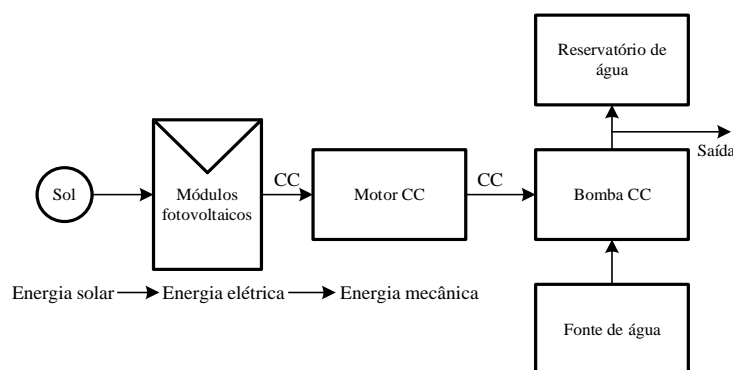 Reservatório de
água
Saída
Sol
Módulos
fotovoltaicos
CC
Motor CC
CC
Bomba CC
Energia solar
Energia elétrica
Energia mecânica
Fonte de água